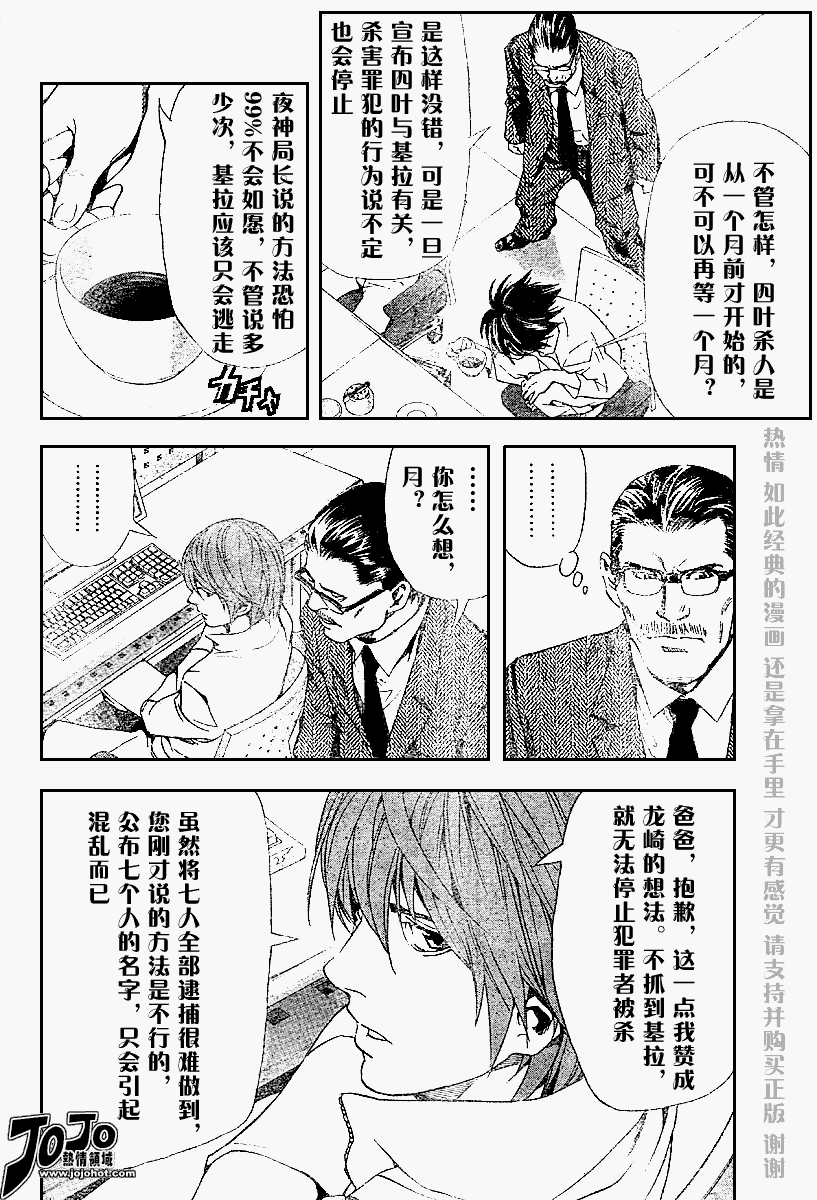 不管怎样，四叶杀人是
从一个月前才开始的，
可不可以再等一个月？
是这样没错，可是一旦
宣布四叶与基拉有关，
杀害罪犯的行为说不定
也会停止
夜神局长说的方法恐怕
99%不会如愿，不管说多
少次，基拉应该只会逃走
ガチャ
………
……
你怎么想，
月？
………
………
爸爸，抱歉，这一点我赞成
龙崎的想法。不抓到基拉，
就无法停止犯罪者被杀
虽然将七人全部逮捕很难做到，
您刚才说的方法是不行的，
公布七个人的名字，只会引起
混乱而已
热情 如此经典的漫画 还是拿在手里 才更有感觉 请支持并购买正版 谢谢
JOJO
熱情領域
www.jojohot.com